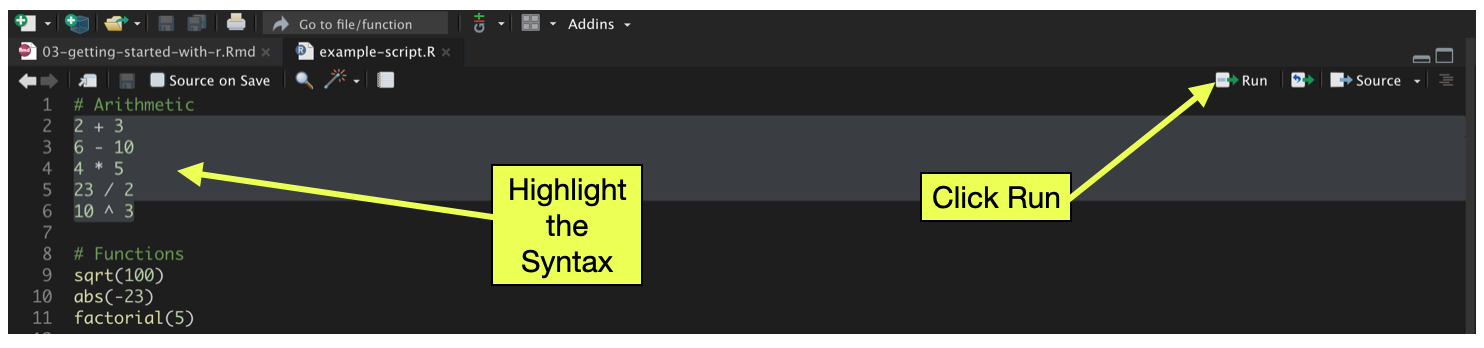 Go to file/function Git Addins
03-getting-started-with-r.Rmd example-script.R
Source on Save Run Source
1 # Arithmetic
2 2 + 3
3 6 - 10
4 4 * 5
5 23 / 2
6 10 ^ 3
7
8 # Functions
9 sqrt(100)
10 abs(-23)
11 factorial(5)
Highlight
the
Syntax
Click Run